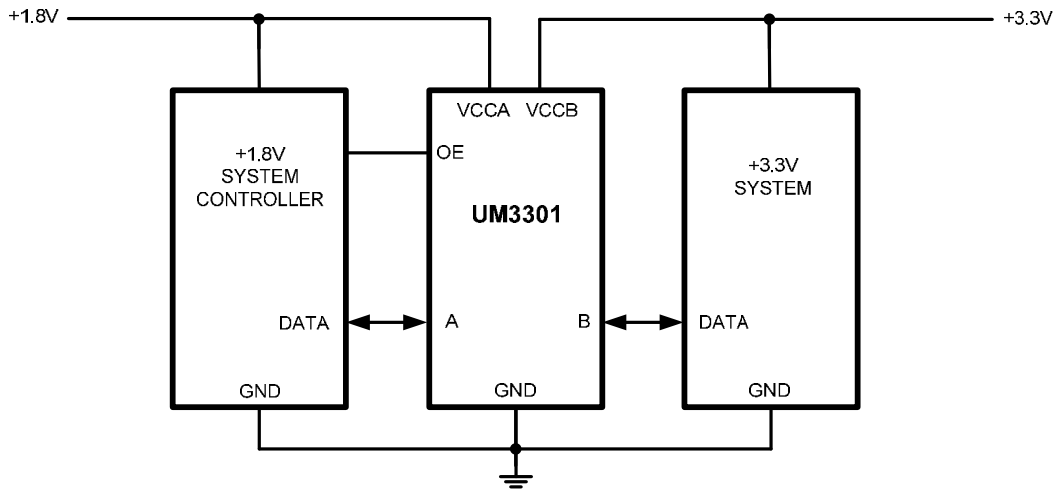 +1.8V
+3.3V
VCCA VCCB
OE
+1.8V
SYSTEM
CONTROLLER
+3.3V
SYSTEM
UM3301
DATA
A
B
DATA
GND
GND
GND